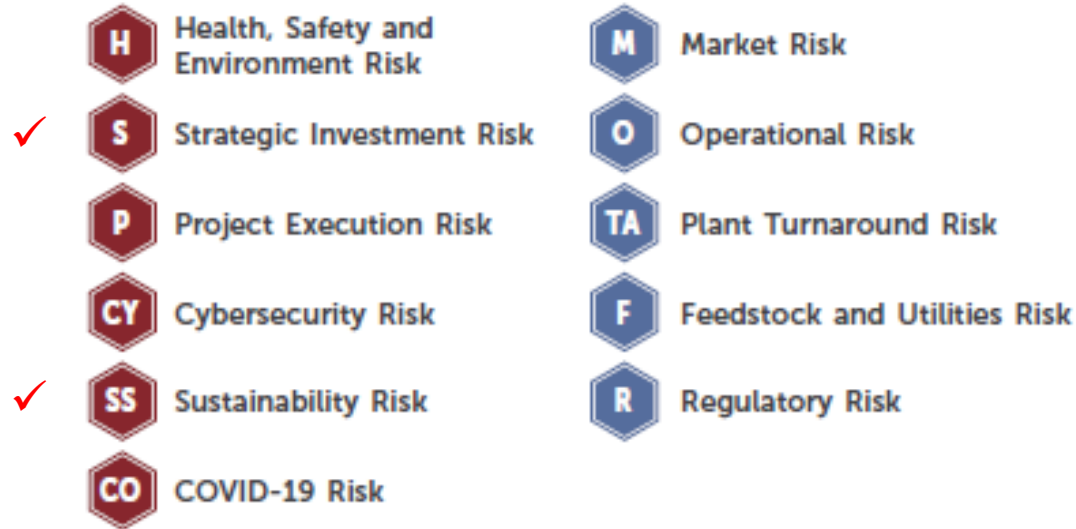 H
Health, Safety and
Environment Risk
S
Strategic Investment Risk
P
Project Execution Risk
CY
Cybersecurity Risk
SS
Sustainability Risk
CO
COVID-19 Risk
M
Market Risk
O
Operational Risk
TA
Plant Turnaround Risk
F
Feedstock and Utilities Risk
R
Regulatory Risk